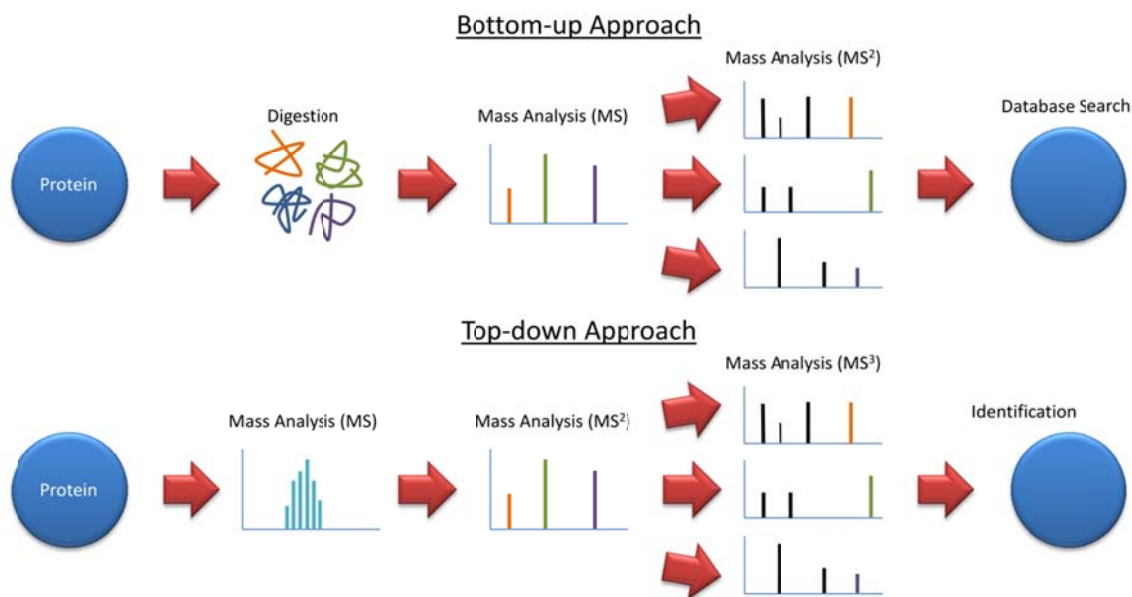 Bottom-up Approach
Mass Analysis (MS²)
Digestion
Mass Analysis (MS)
Database Search
Protein
Top-down Approach
Mass Analysis (MS³)
Mass Analysis (MS)
Mass Analysis (MS²)
Identification
Protein